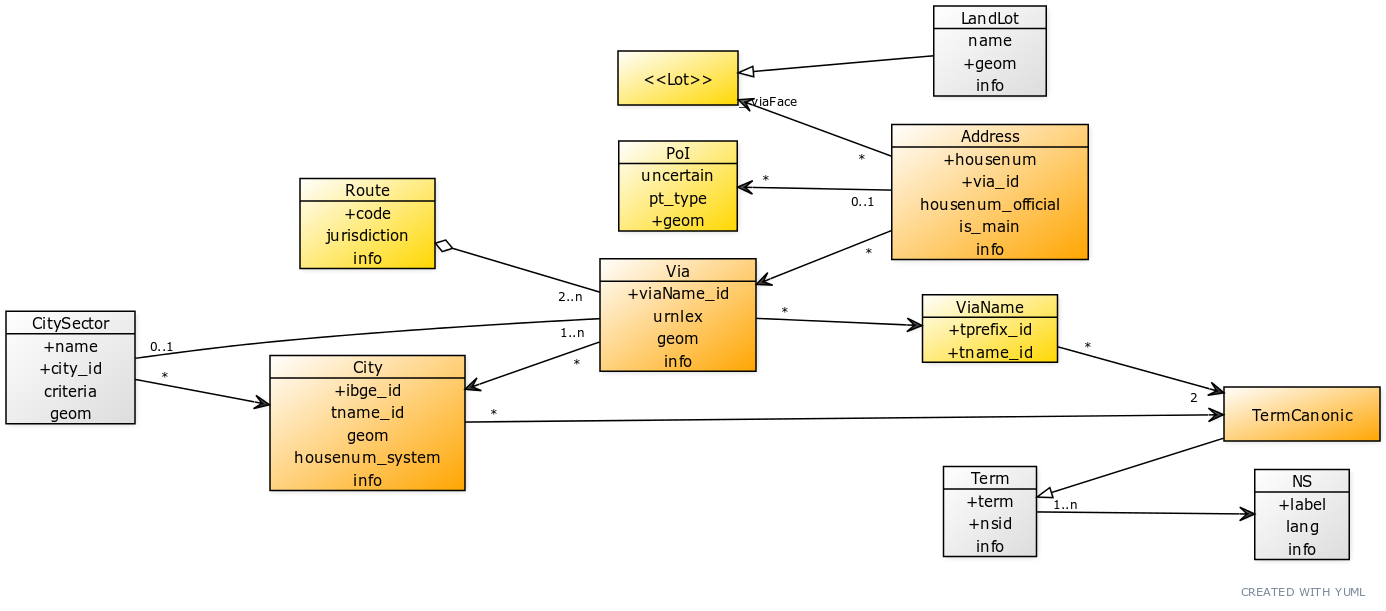 LandLot
name
+geom
info
<<Lot>>
viaFace
*
Address
+housenum
+via_id
housenum_official
is_main
info
PoI
uncertain
pt_type
+geom
*
0..1
*
Route
+code
jurisdiction
info
2..n
Via
+viaName_id
urnlex
geom
info
*
ViaName
+tprefix_id
+tname_id
*
2
CitySector
+name
+city_id
criteria
geom
0..1
*
1..n
*
City
+ibge_id
tname_id
geom
housenum_system
info
*
TermCanonic
Term
+term
+nsid
info
1..n
NS
+label
lang
info
CREATED WITH YUML